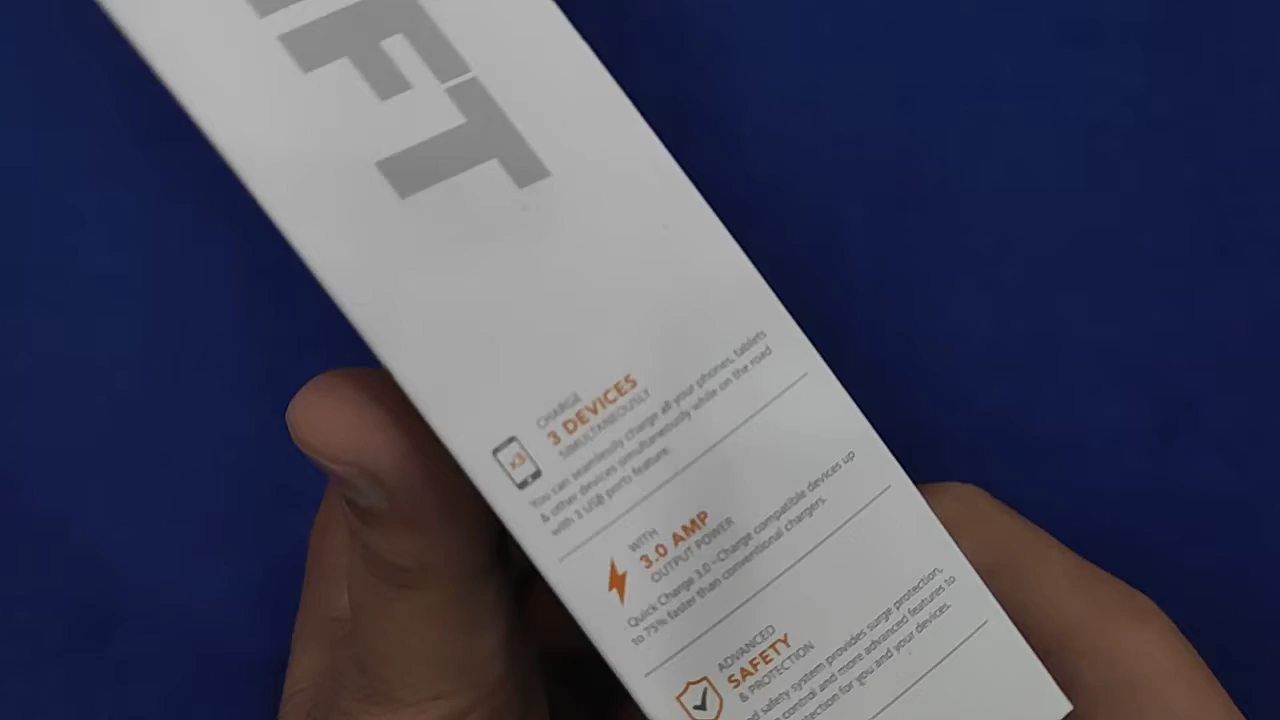 IFT
CHARGE
3 DEVICES
SIMULTANEOUSLY
x3
You can seamlessly charge all your phones, tablets
& other devices simultaneously while on the road
with 3 USB ports feature.
WITH
3.0 AMP
OUTPUT POWER
Quick Charge 3.0 - Charge compatible devices up
to 75% faster than conventional chargers.
ADVANCED
SAFETY
& PROTECTION
safety system provides surge protection,
control and more advanced features to
for you and your devices.